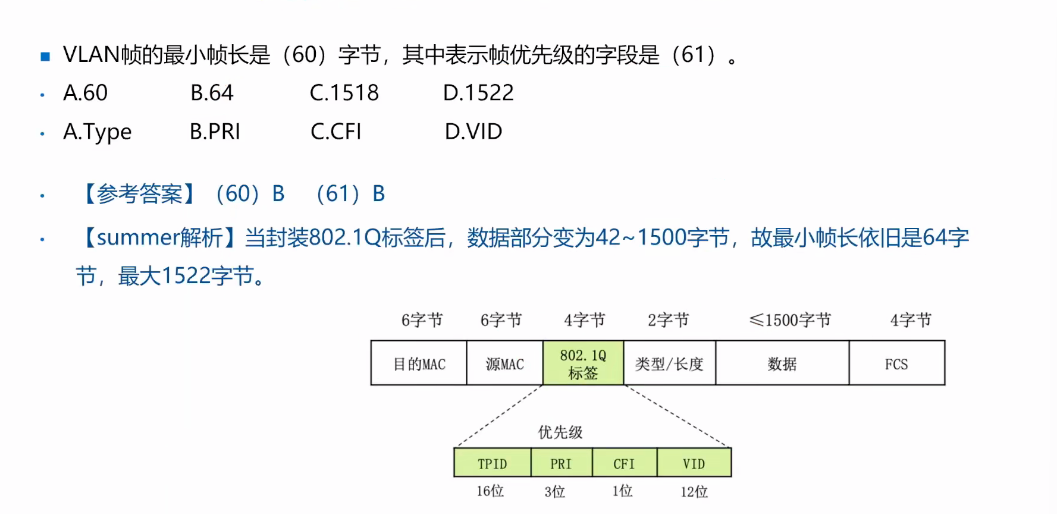 VLAN帧的最小帧长是（60）字节，其中表示帧优先级的字段是（61）。
A.60 B.64 C.1518 D.1522
A.Type B.PRI C.CFI D.VID
【参考答案】（60）B （61）B
【summer解析】当封装802.1Q标签后，数据部分变为42~1500字节，故最小帧长依旧是64字
节，最大1522字节。
6字节 6字节 4字节 2字节 ≤1500字节 4字节
目的MAC 源MAC 802.1Q 类型/长度 数据 FCS
标签
优先级
TPID PRI CFI VID
16位 3位 1位 12位